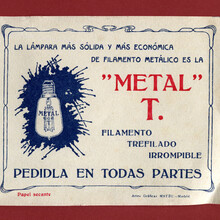 LA LÁMPARA MÁS SÓLIDA Y MÁS ECONÓMICA
DE FILAMENTO METÁLICO ES LA
"METAL"
T.
METAL
FILAMENTO
TREFILADO
IRROMPIBLE
PEDIDLA EN TODAS PARTES
Papel secante